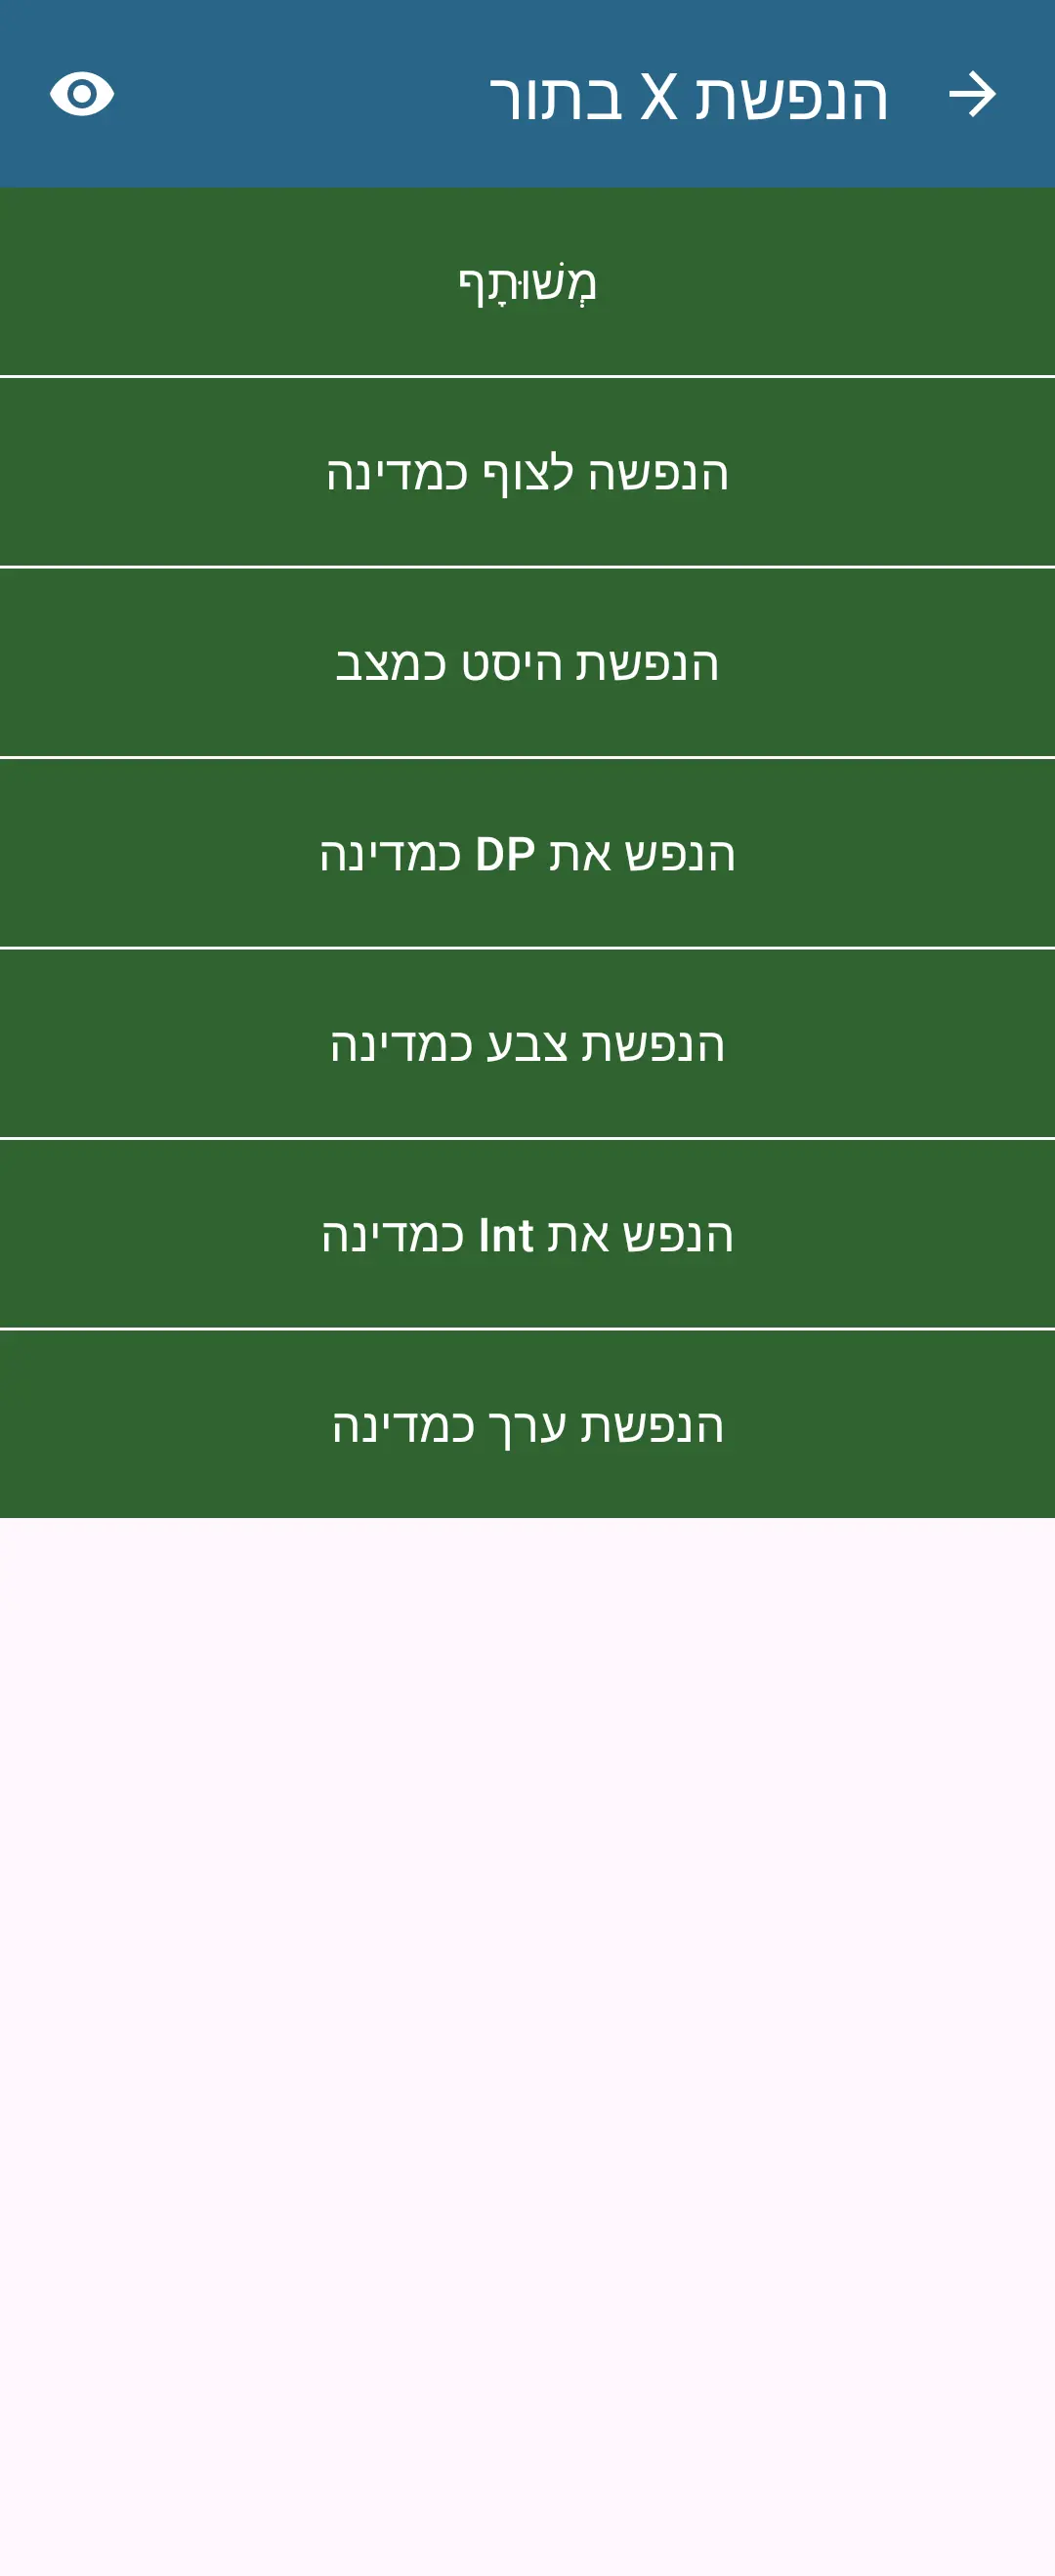 הנפשת X בתור
מְשׁוּתָף
הנפשה לצוף כמדינה
הנפשת היסט כמצב
הנפש את DP כמדינה
הנפשת צבע כמדינה
הנפש את Int כמדינה
הנפשת ערך כמדינה